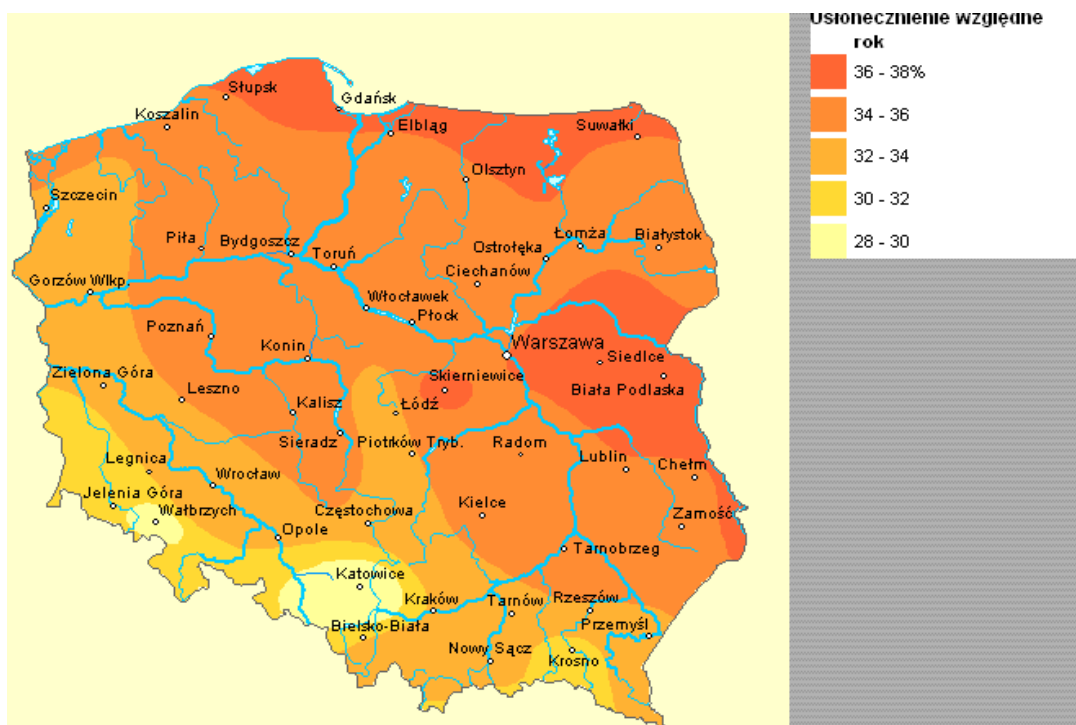 Usłonecznienie względne
rok
36 - 38%
34 - 36
32 - 34
30 - 32
28 - 30
Słupsk
Gdańsk
Koszalin
Elbląg
Suwałki
Olsztyn
Szczecin
Piła
Bydgoszcz
Toruń
Ostrołęka
Łomża
Białystok
Ciechanów
Gorzów Wlkp.
Włocławek
Płock
Poznań
Konin
Warszawa
Siedlce
Zielona Góra
Leszno
Skierniewice
Biała Podlaska
Kalisz
Łódź
Sieradz
Piotrków Tryb.
Radom
Lublin
Chełm
Legnica
Wrocław
Jelenia Góra
Wałbrzych
Częstochowa
Kielce
Zamość
Opole
Tarnobrzeg
Katowice
Kraków
Tarnów
Rzeszów
Bielsko-Biała
Przemyśl
Nowy Sącz
Krosno